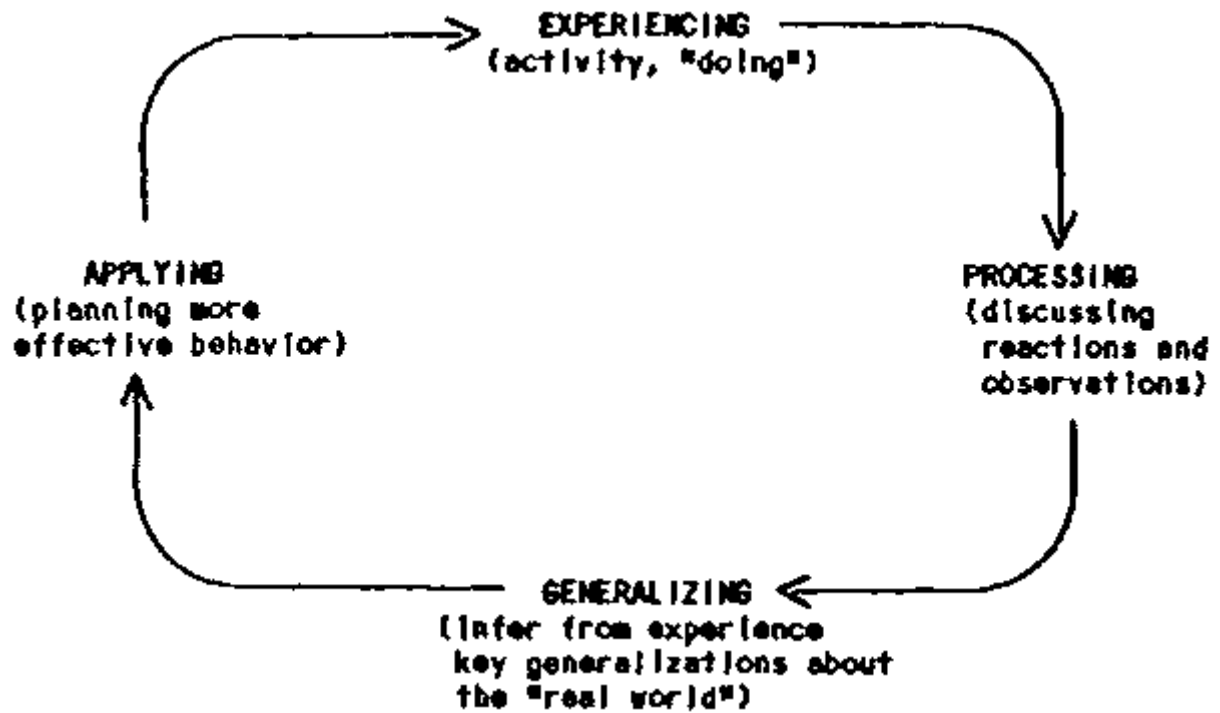 EXPERIENCING
(activity, "doing")
PROCESSING
(discussing
reactions and
observations)
GENERALIZING
(infer from experience
key generalizations about
the "real world")
APPLYING
(planning more
effective behavior)